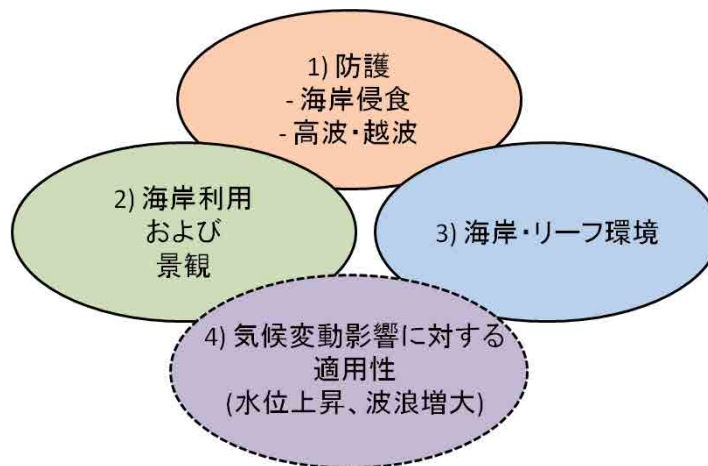 1) 防護
- 海岸侵食
- 高波・越波
2) 海岸利用
および
景観
3) 海岸・リーフ環境
4) 気候変動影響に対する
適用性
(水位上昇、波浪増大)